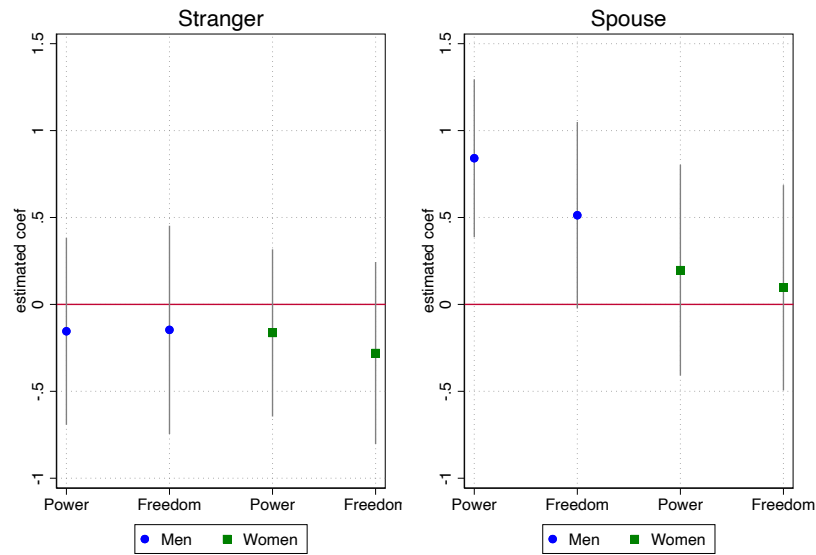 Stranger
estimated coef
1.5
1
.5
0
-.5
-1
Power Freedom Power Freedom
Men Women
Spouse
estimated coef
1.5
1
.5
0
-.5
-1
Power Freedom Power Freedom
Men Women